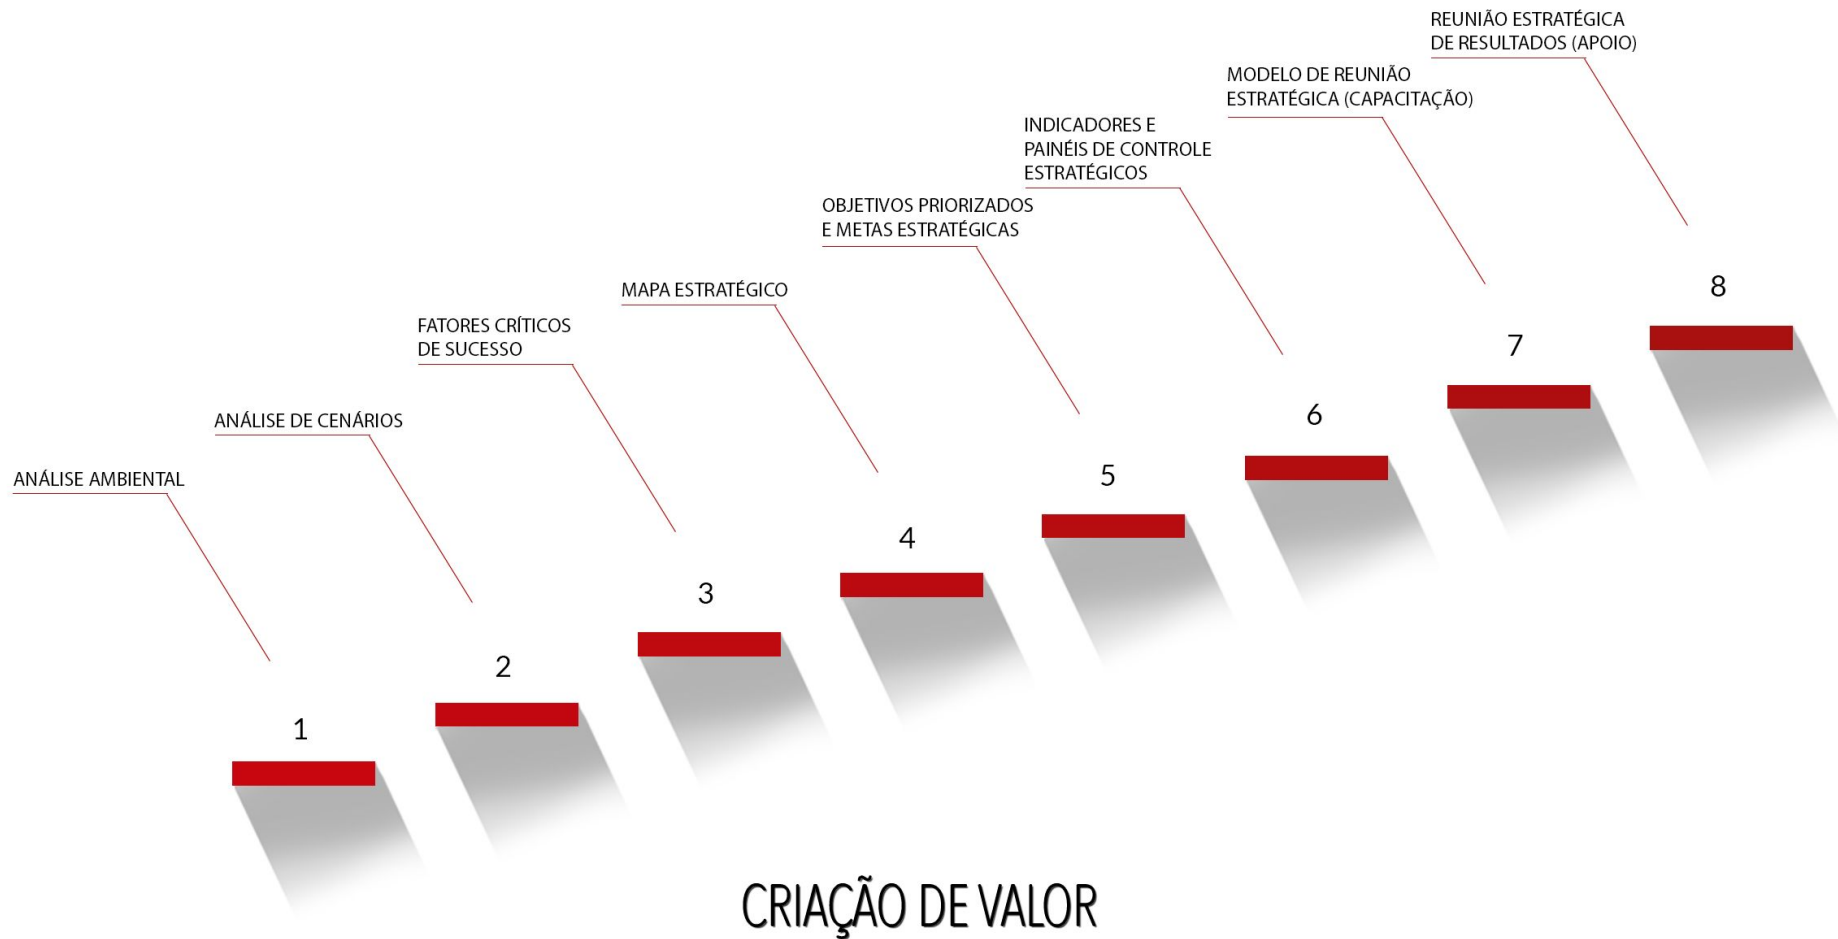 REUNIÃO ESTRATÉGICA
DE RESULTADOS (APOIO)
MODELO DE REUNIÃO
ESTRATÉGICA (CAPACITAÇÃO)
INDICADORES E
PAINÉIS DE CONTROLE
ESTRATÉGICOS
OBJETIVOS PRIORIZADOS
E METAS ESTRATÉGICAS
MAPA ESTRATÉGICO
FATORES CRÍTICOS
DE SUCESSO
ANÁLISE DE CENÁRIOS
ANÁLISE AMBIENTAL
8
7
6
5
4
3
2
1
CRIAÇÃO DE VALOR